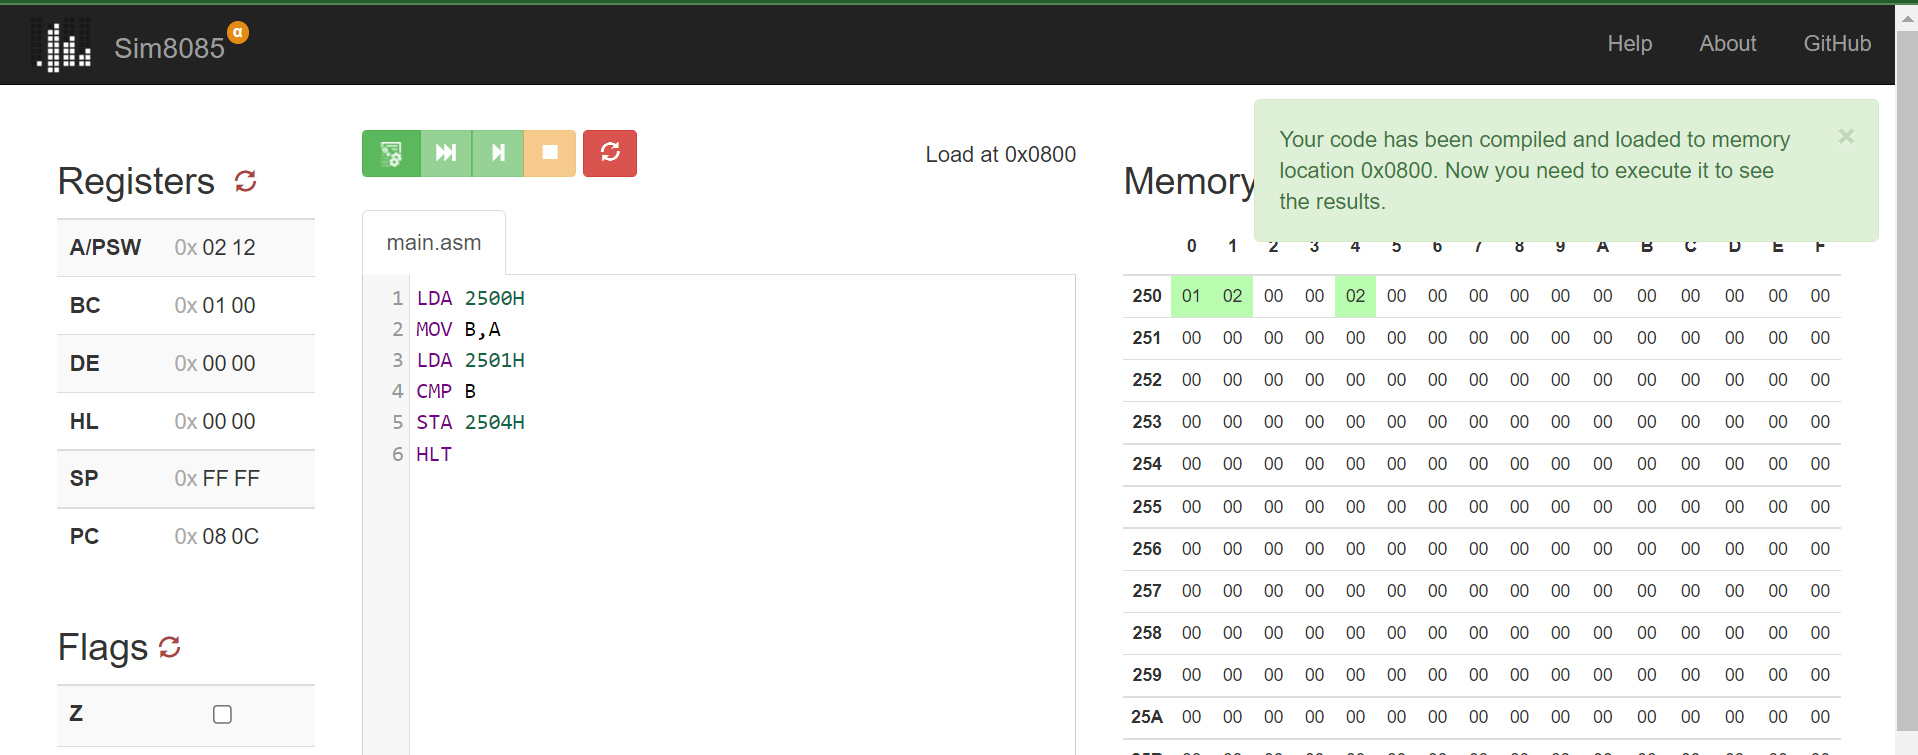 Sim8085 α
Help About GitHub
Your code has been compiled and loaded to memory
location 0x0800. Now you need to execute it to see
the results.
×
Load at 0x0800
Registers
A/PSW 0x 02 12
BC 0x 01 00
DE 0x 00 00
HL 0x 00 00
SP 0x FF FF
PC 0x 08 0C
Flags
Z
main.asm
1 LDA 2500H
2 MOV B,A
3 LDA 2501H
4 CMP B
5 STA 2504H
6 HLT
Memory
0 1 2 3 4 5 6 7 8 9 A B C D E F
250 01 02 00 00 02 00 00 00 00 00 00 00 00 00 00 00
251 00 00 00 00 00 00 00 00 00 00 00 00 00 00 00 00
252 00 00 00 00 00 00 00 00 00 00 00 00 00 00 00 00
253 00 00 00 00 00 00 00 00 00 00 00 00 00 00 00 00
254 00 00 00 00 00 00 00 00 00 00 00 00 00 00 00 00
255 00 00 00 00 00 00 00 00 00 00 00 00 00 00 00 00
256 00 00 00 00 00 00 00 00 00 00 00 00 00 00 00 00
257 00 00 00 00 00 00 00 00 00 00 00 00 00 00 00 00
258 00 00 00 00 00 00 00 00 00 00 00 00 00 00 00 00
259 00 00 00 00 00 00 00 00 00 00 00 00 00 00 00 00
25A 00 00 00 00 00 00 00 00 00 00 00 00 00 00 00 00